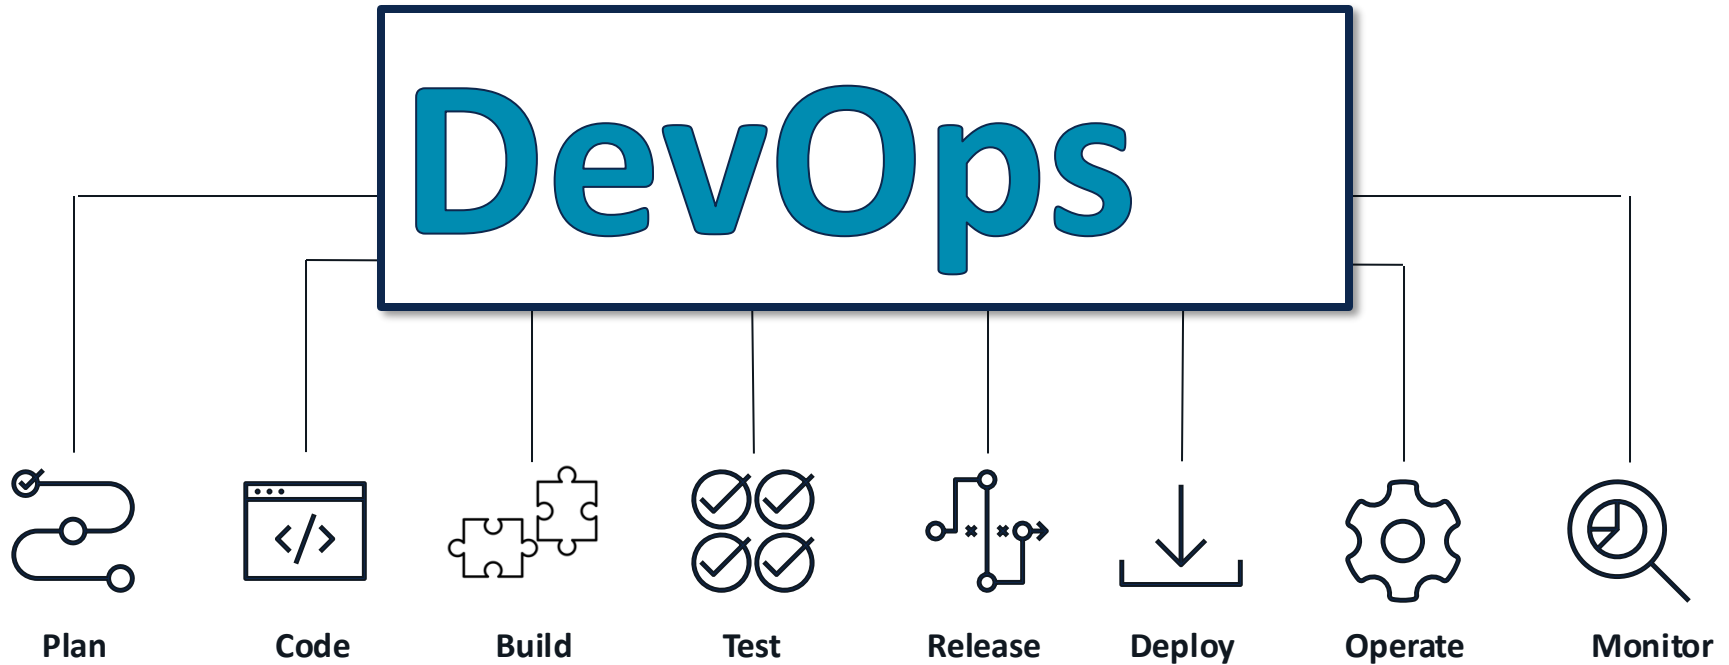 DevOps
Plan
Code
Build
Test
Release
Deploy
Operate
Monitor